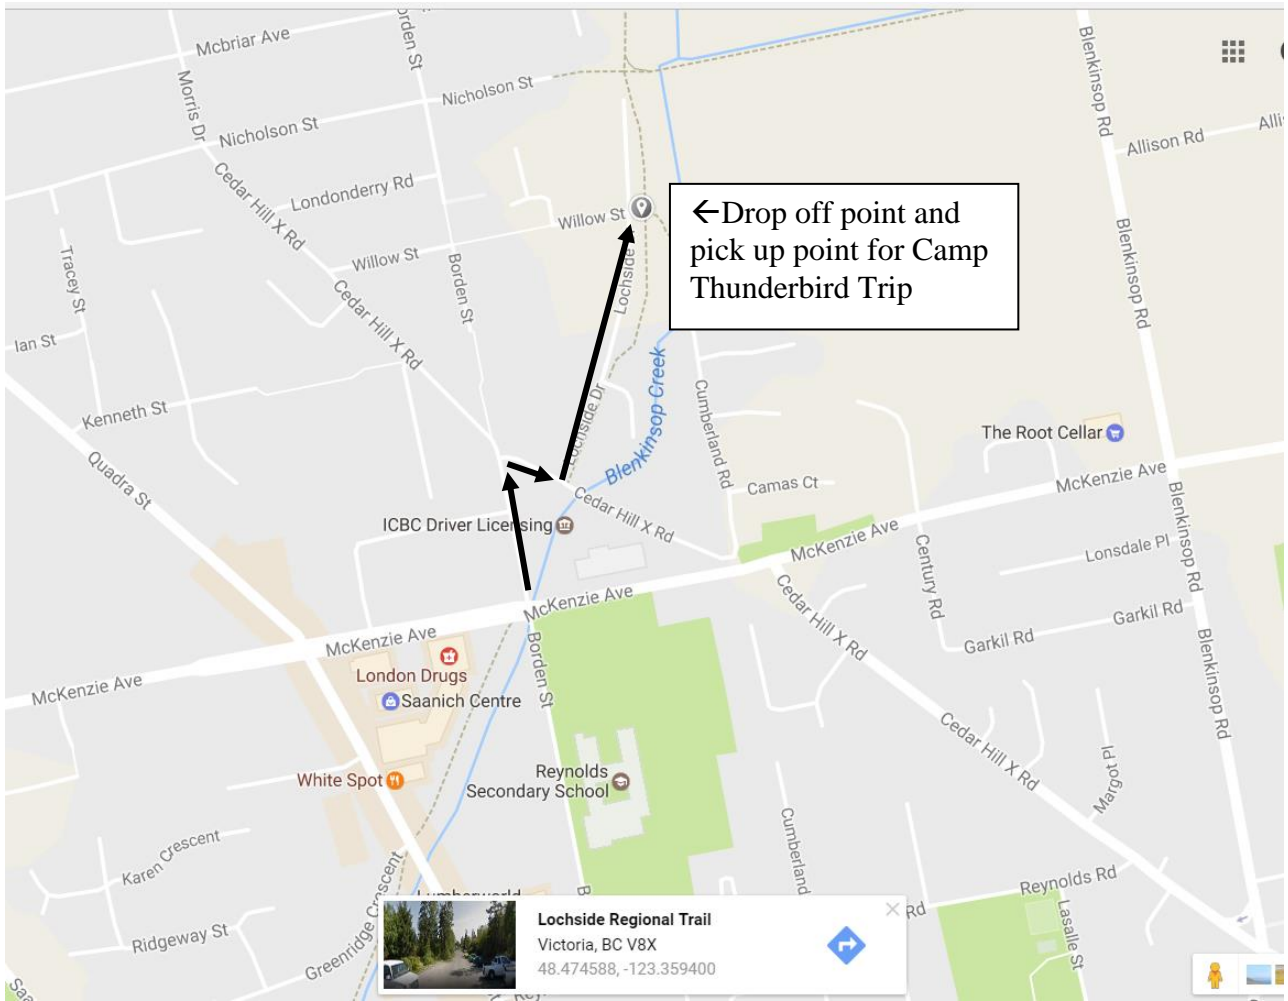 Mcbriar Ave
Borden St
Morris Dr
Nicholson St
Nicholson St
Blenkinsop Rd
Allison Rd
Cedar Hill X Rd
Londonderry Rd
Willow St
←Drop off point and
pick up point for Camp
Thunderbird Trip
Tracey St
Willow St
Borden St
Lochside
Blenkinsop Rd
Ian St
Cedar Hill X Rd
Kenneth St
Lochside Dr
Blenkinsop Creek
Cumberland Rd
The Root Cellar
McKenzie Ave
Quadra St
Camas Ct
Cedar Hill X Rd
ICBC Driver Licensing
McKenzie Ave
Century Rd
Lonsdale Pl
Blenkinsop Rd
McKenzie Ave
Garkil Rd
Garkil Rd
McKenzie Ave
Cedar Hill X Rd
McKenzie Ave
London Drugs
Saanich Centre
Borden St
Blenkinsop Rd
White Spot
Reynolds
Secondary School
Cedar Hill X Rd
Margot Pl
Karen Crescent
Cumberland
Reynolds Rd
Lumberworld
Rd
Lasalle St
Ridgeway St
Greenridge Crescent
Lochside Regional Trail
Victoria, BC V8X
48.474588, -123.359400